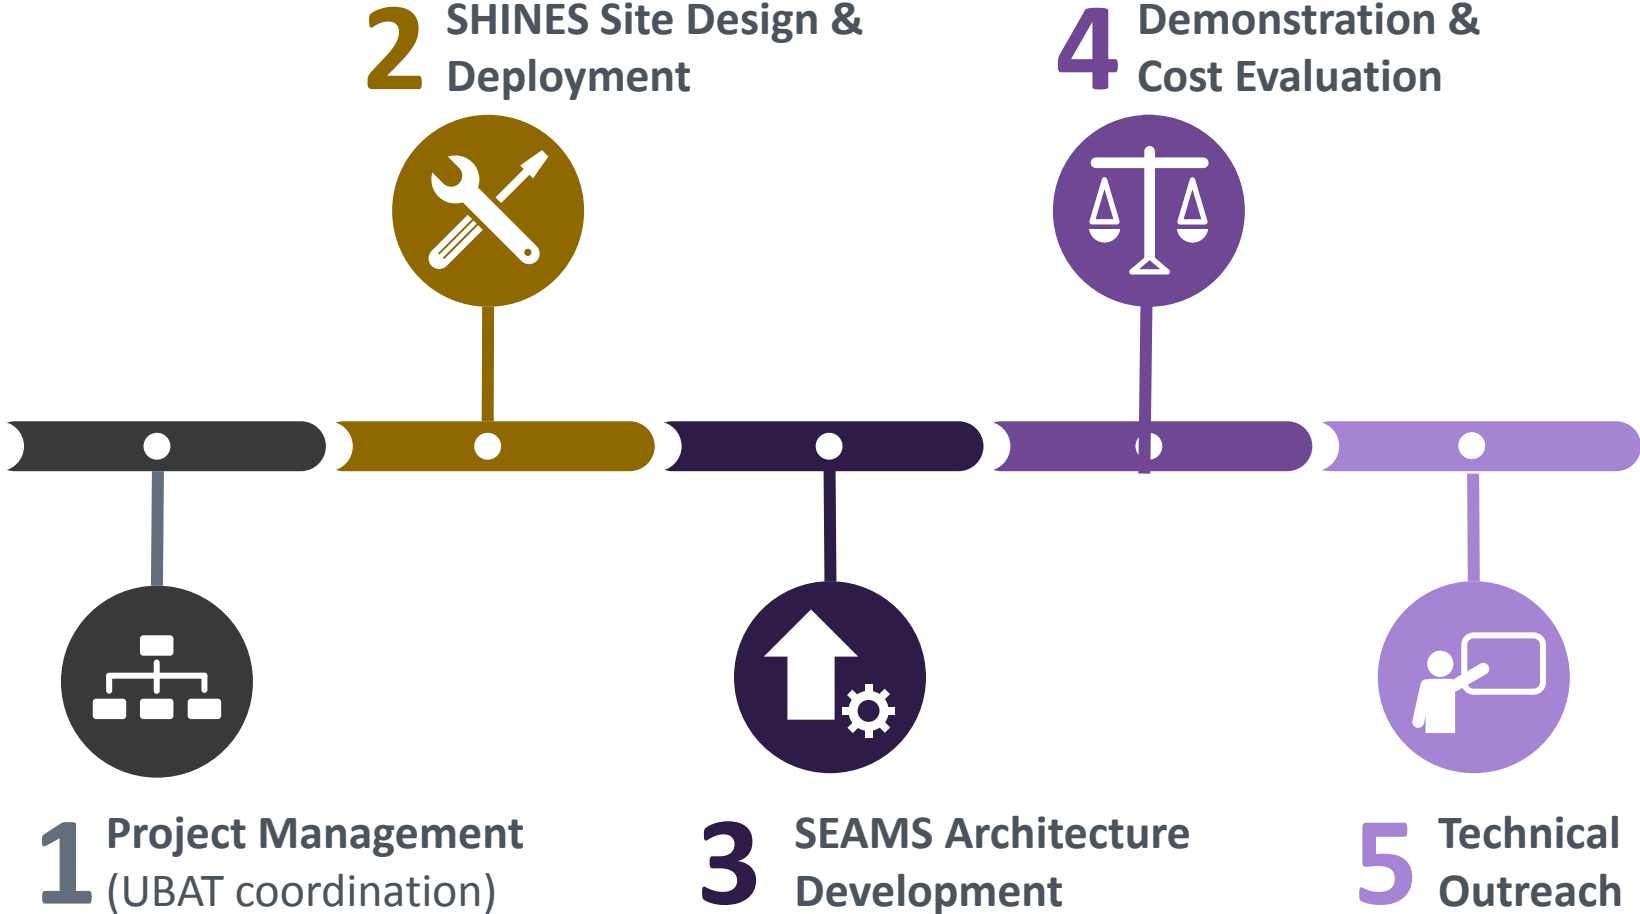 2 SHINES Site Design &
Deployment
4 Demonstration &
Cost Evaluation
1 Project Management
(UBAT coordination)
3 SEAMS Architecture
Development
5 Technical
Outreach